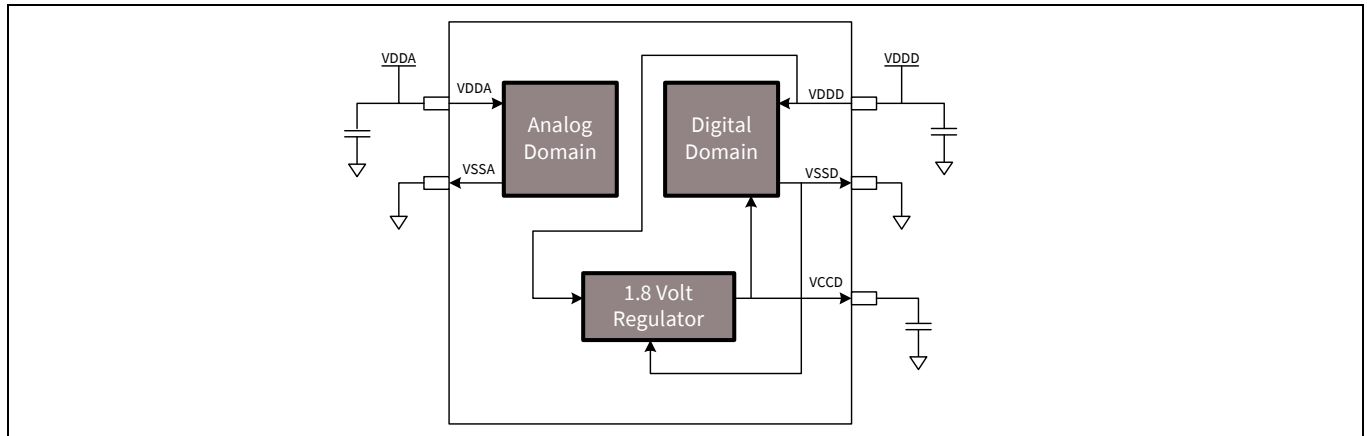 VDDA
VDDD
VDDA
VDDD
Analog
Domain
Digital
Domain
VSSA
VSSD
1.8 Volt
Regulator
VCCD